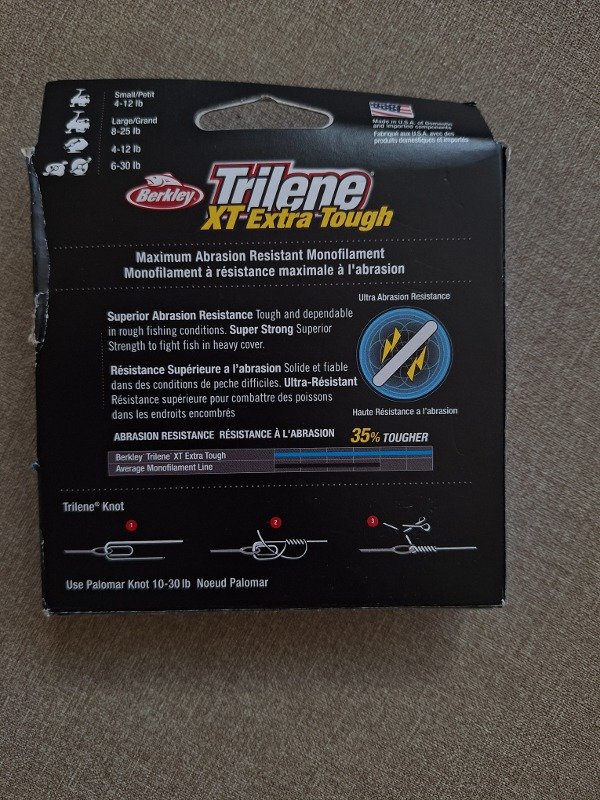 Small/Petit
4-12 lb
Large/Grand
8-25 lb
4-12 lb
6-30 lb
Made in U.S.A. of Domestic
and imported components
Fabriqué aux U.S.A. avec des
produits domestiques et importés
Berkley
Trilene
XT Extra Tough
Maximum Abrasion Resistant Monofilament
Monofilament à résistance maximale à l'abrasion
Superior Abrasion Resistance Tough and dependable
in rough fishing conditions. Super Strong Superior
Strength to fight fish in heavy cover.
Résistance Supérieure a l'abrasion Solide et fiable
dans des conditions de peche difficiles. Ultra-Résistant
Résistance supérieure pour combattre des poissons
dans les endroits encombrés
Ultra Abrasion Resistance
Haute Résistance a l'abrasion
ABRASION RESISTANCE RÉSISTANCE À L'ABRASION 35% TOUGHER
Berkley Trilene XT Extra Tough
Average Monofilament Line
Trilene® Knot
1
2
3
Use Palomar Knot 10-30 lb Noeud Palomar